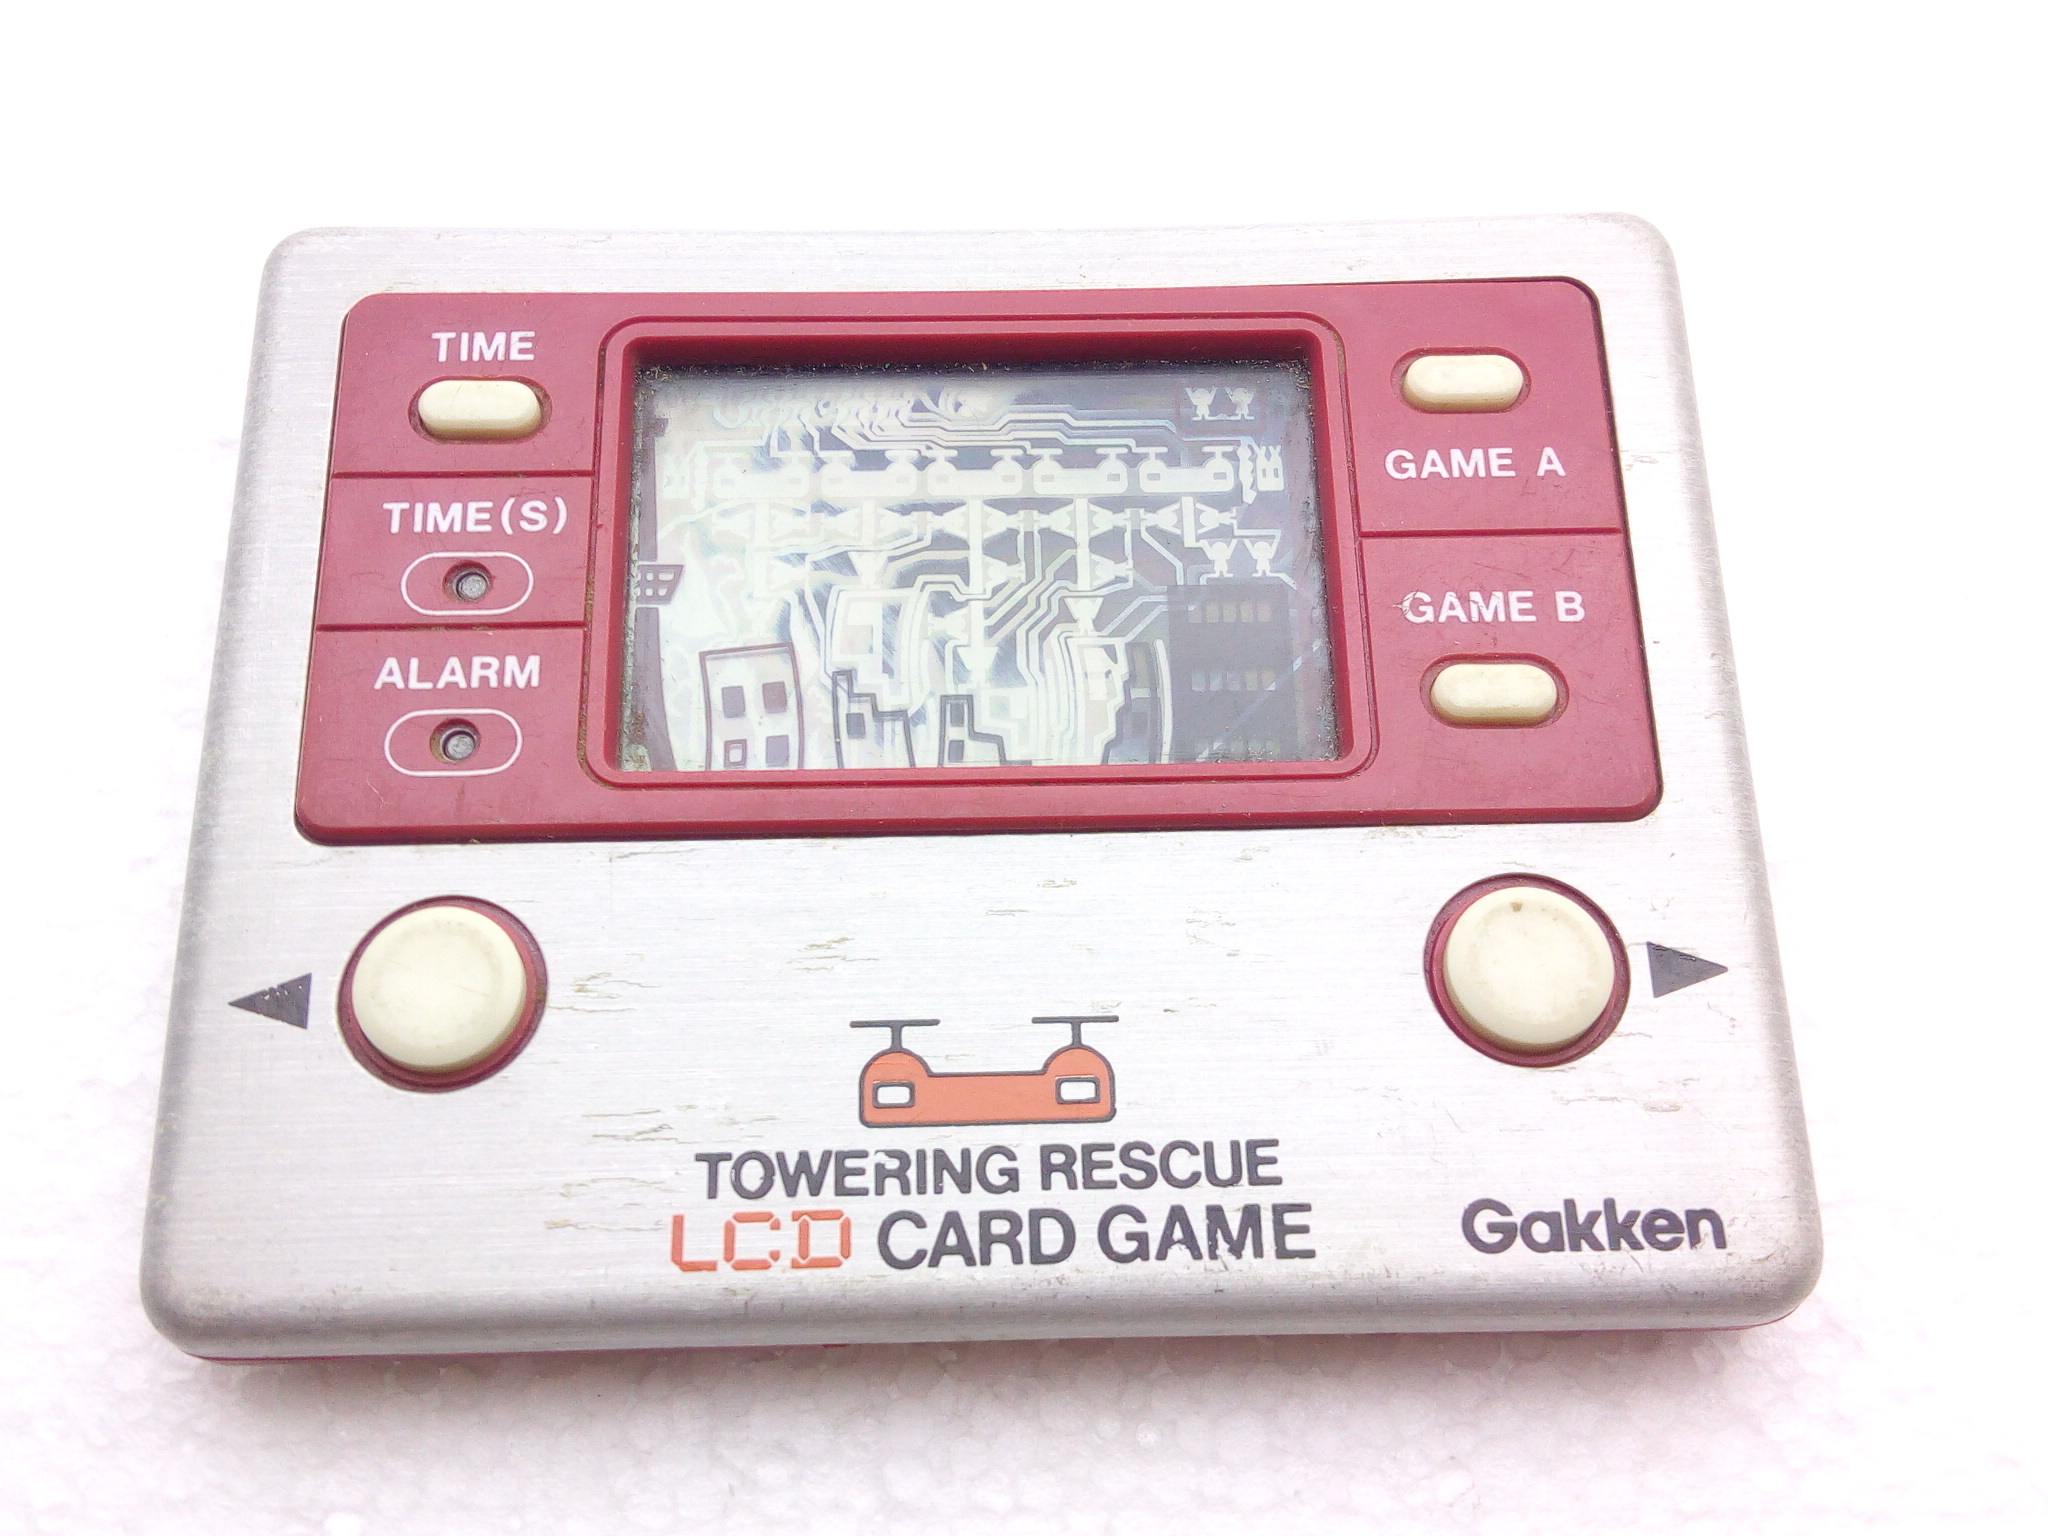 TIME
TIME(S)
ALARM
GAME A
GAME B
TOWERING RESCUE
LCD CARD GAME
Gakken